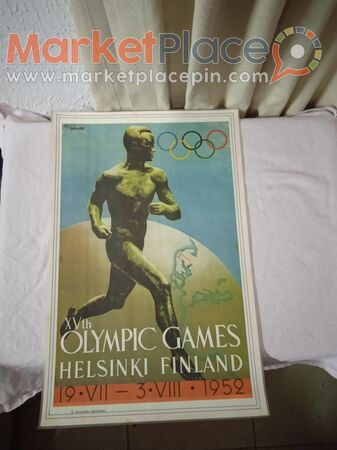 MarketPlace
www.marketplacepin.com
XVth
OLYMPIC GAMES
HELSINKI FINLAND
19·VII – 3·VIII·1952